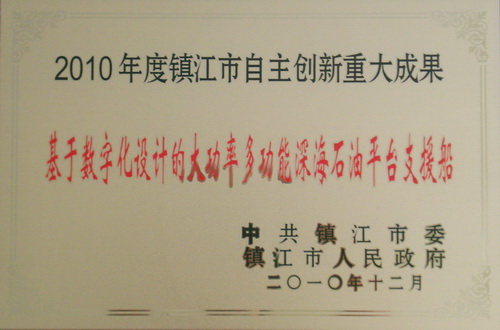 2010年度镇江市自主创新重大成果
基于数字化设计的大功率多功能深海石油平台支援船
中共镇江市委
镇江市人民政府
二〇一〇年十二月